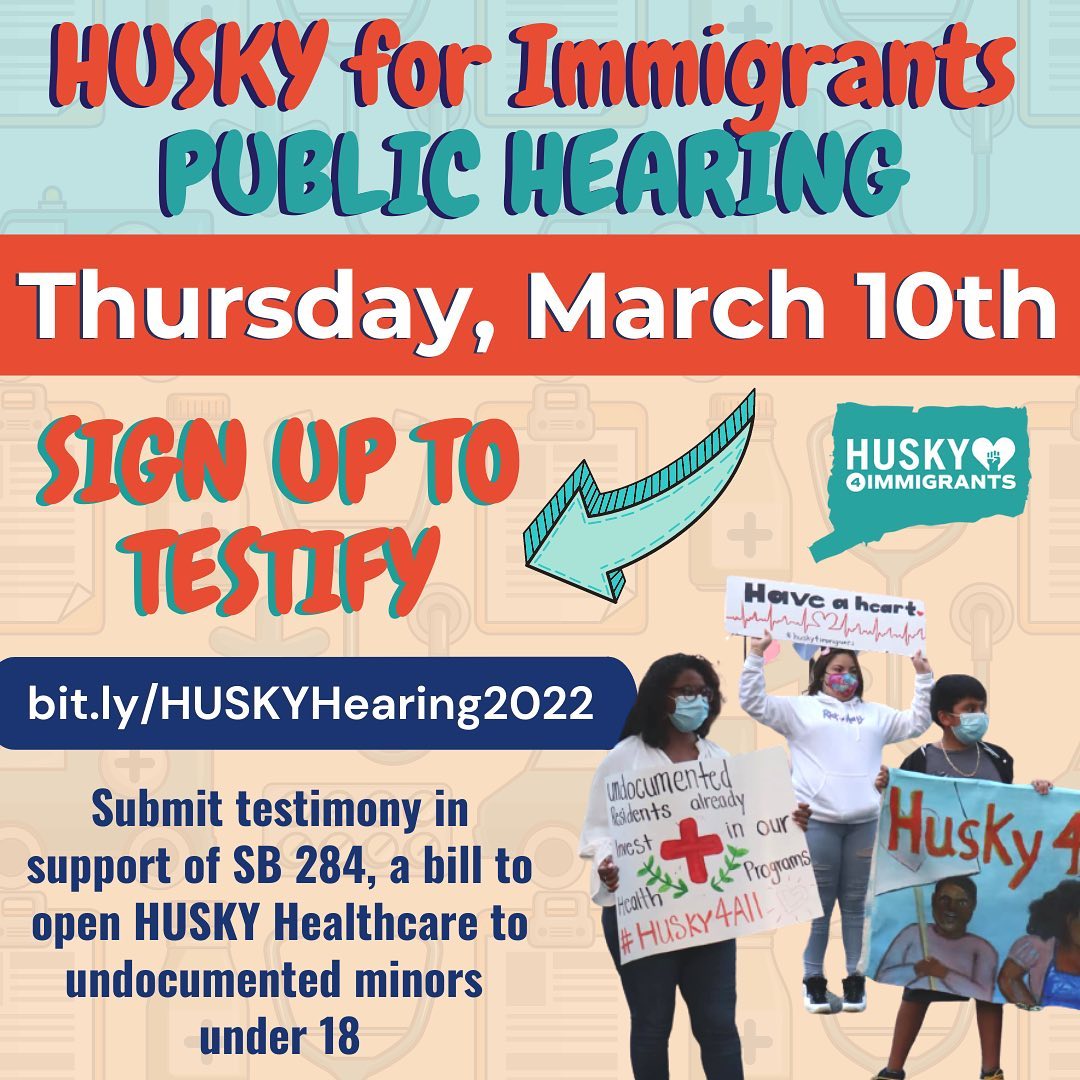 HUSKY for Immigrants
PUBLIC HEARING
Thursday, March 10th
SIGN UP TO
TESTIFY
HUSKY
4IMMIGRANTS
bit.ly/HUSKYHearing2022
Submit testimony in
support of SB 284, a bill to
open HUSKY Healthcare to
undocumented minors
under 18
Have a heart.
#husky4immigrants
undocumented
Residents already
Invest in our
Health Programs
#HUSKY4All
Husky 4